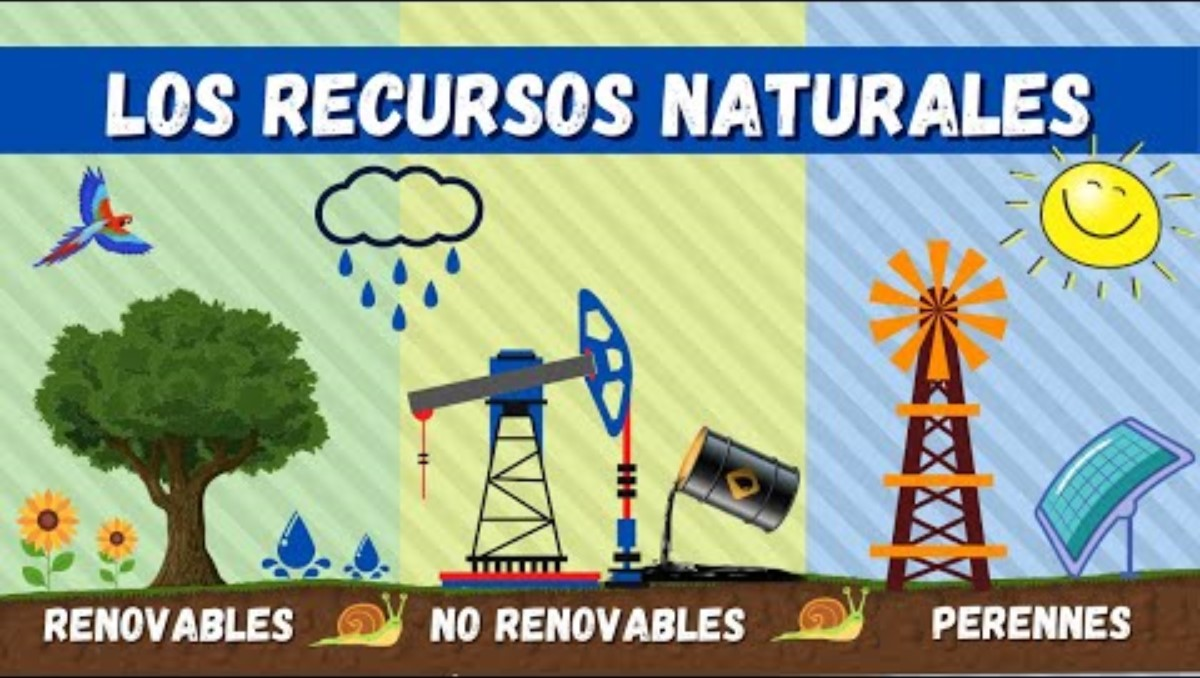 LOS RECURSOS NATURALES
RENOVABLES
NO RENOVABLES
PERENNES